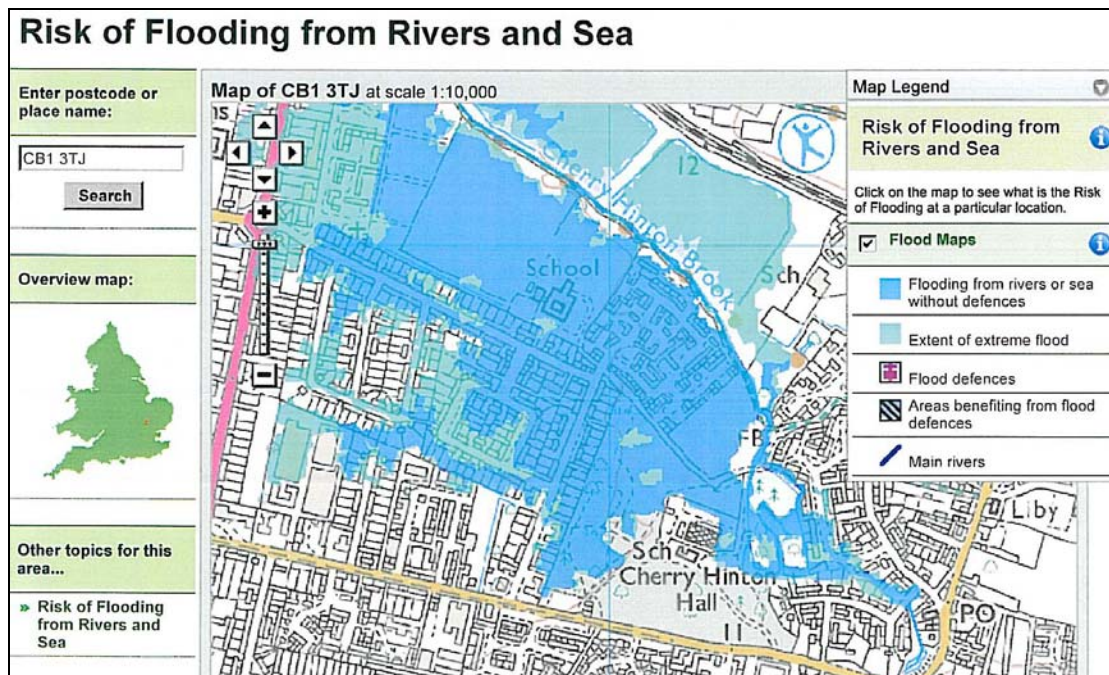 Risk of Flooding from Rivers and Sea
Enter postcode or
place name:
CB1 3TJ
Search
Overview map:
Other topics for this
area...
» Risk of Flooding
from Rivers and
Sea
Map of CB1 3TJ at scale 1:10,000
Cherry Hinton Brook
12
School
Sch
FB
Sch
Cherry Hinton
Hall
11
Liby
PO
Map Legend
Risk of Flooding from
Rivers and Sea
Click on the map to see what is the Risk
of Flooding at a particular location.
Flood Maps
Flooding from rivers or sea
without defences
Extent of extreme flood
Flood defences
Areas benefiting from flood
defences
Main rivers